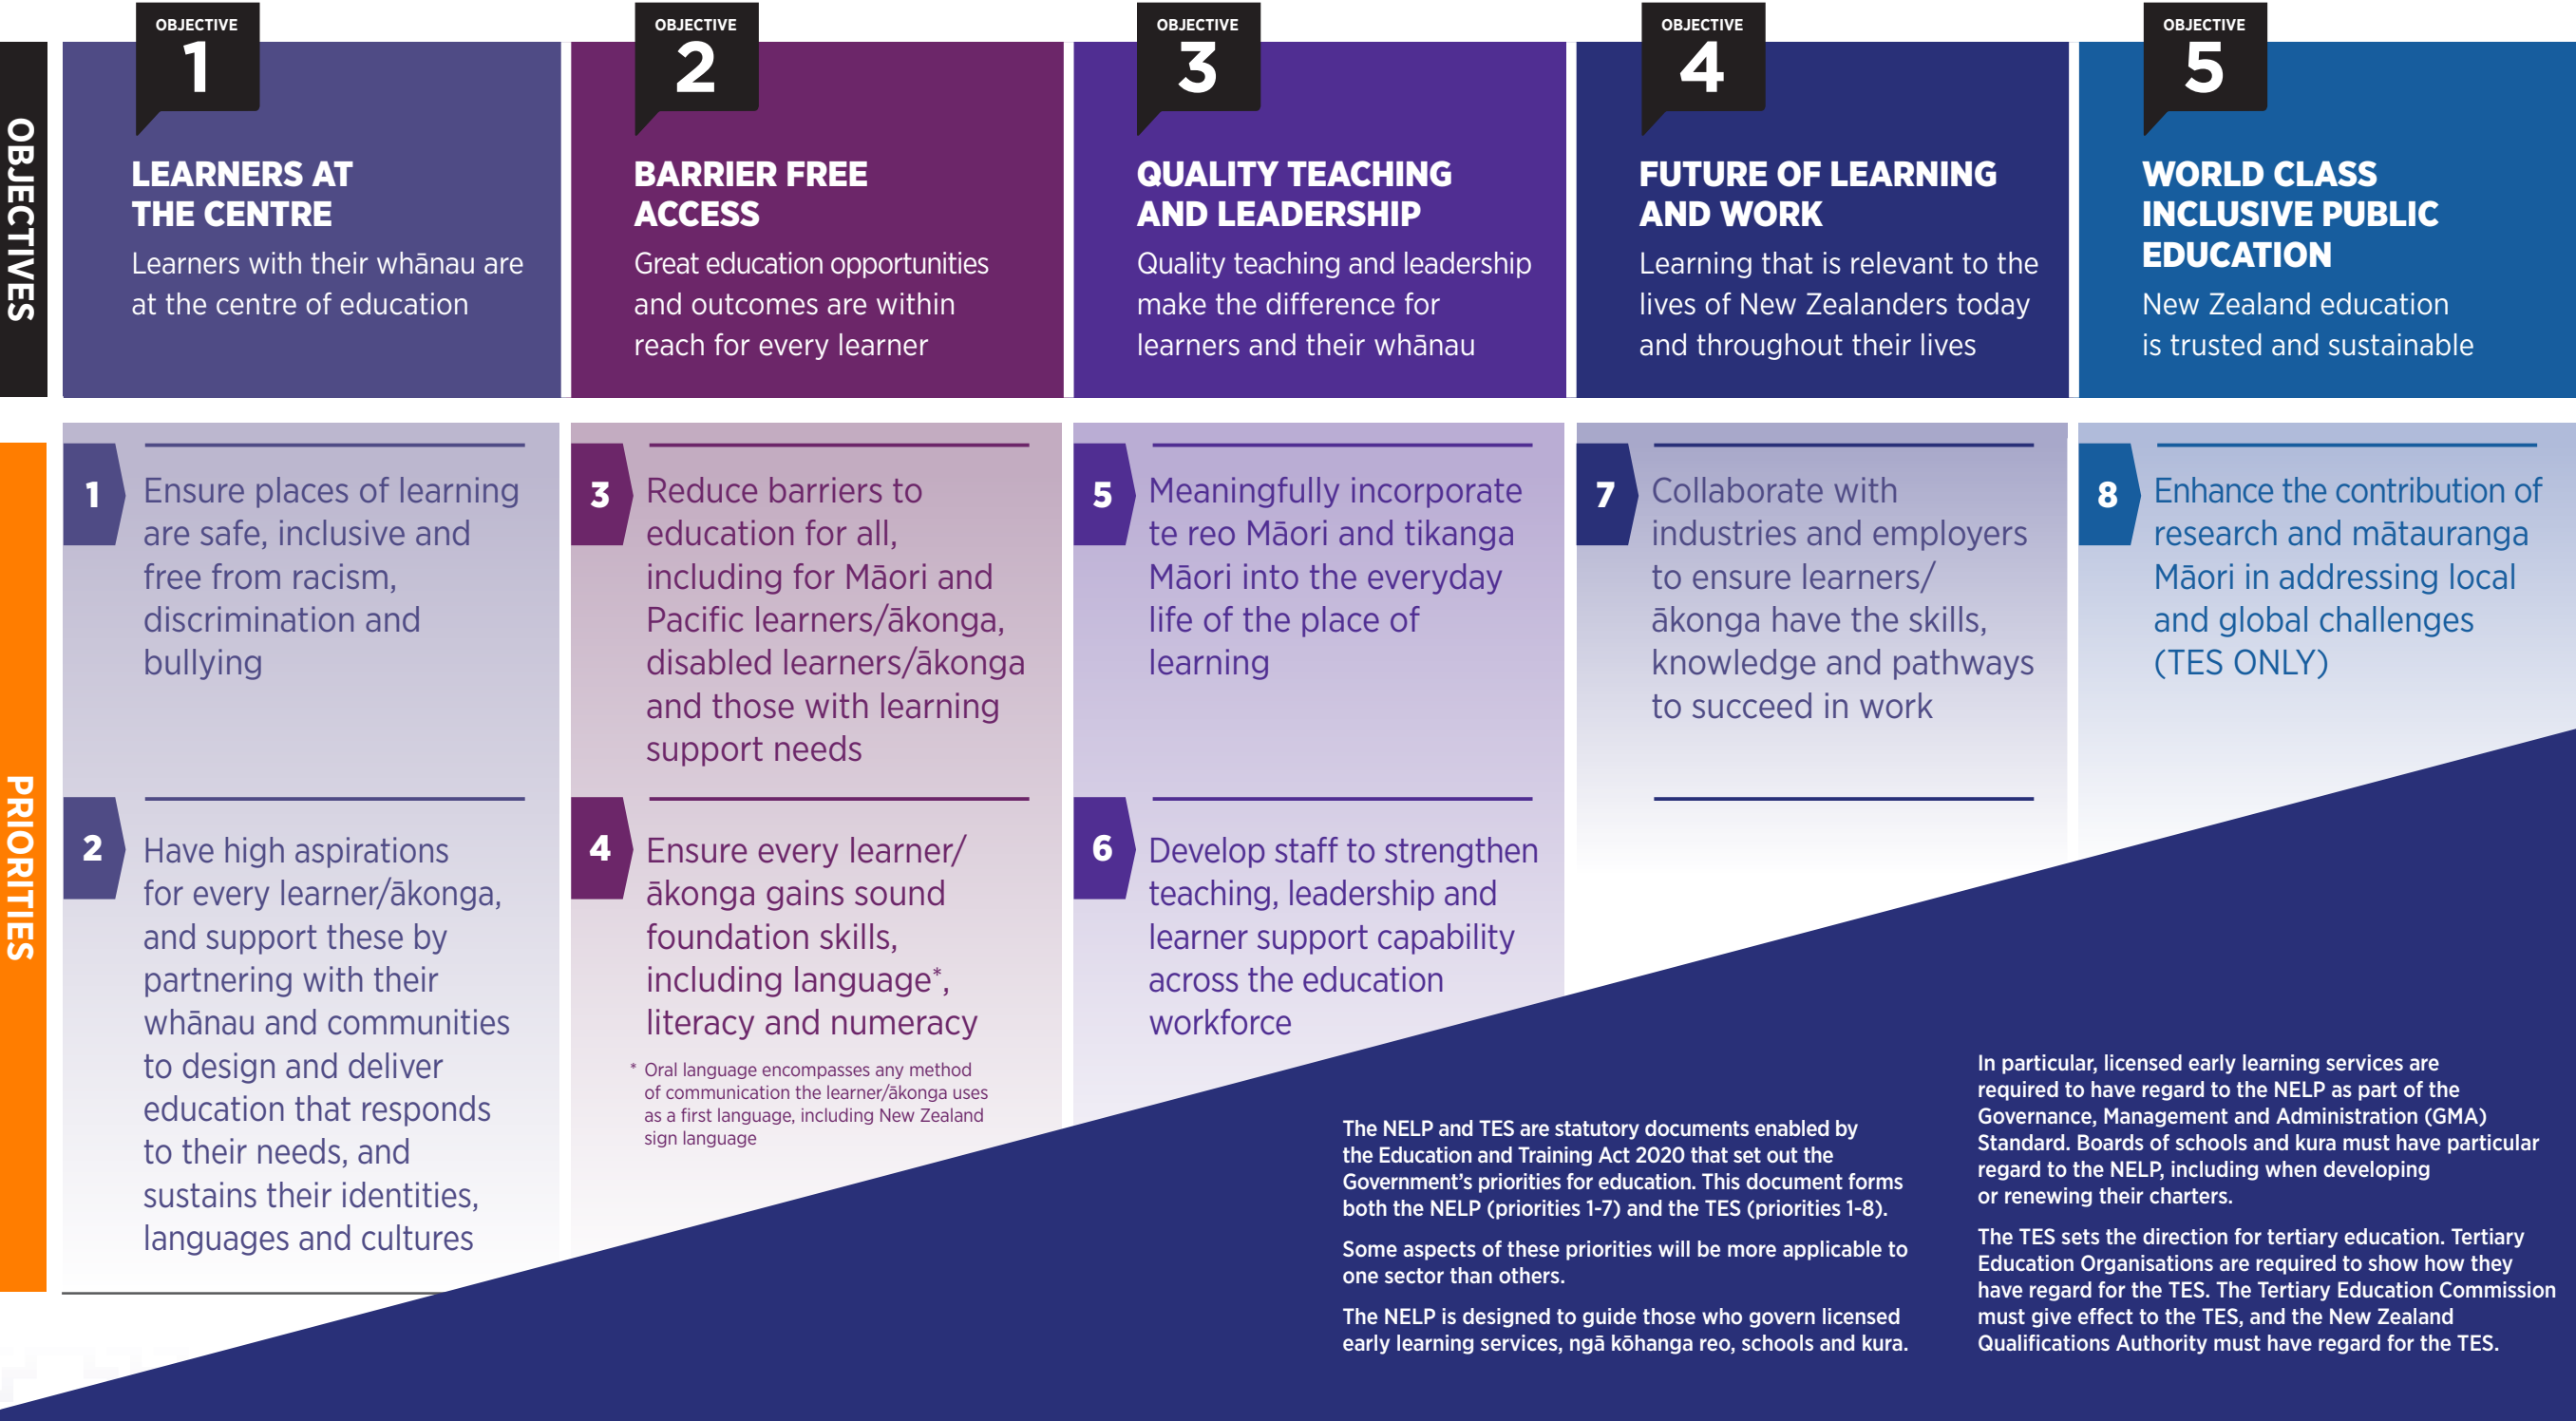 OBJECTIVES
OBJECTIVE
1
LEARNERS AT
THE CENTRE
Learners with their whānau are
at the centre of education
OBJECTIVE
2
BARRIER FREE
ACCESS
Great education opportunities
and outcomes are within
reach for every learner
OBJECTIVE
3
QUALITY TEACHING
AND LEADERSHIP
Quality teaching and leadership
make the difference for
learners and their whānau
OBJECTIVE
4
FUTURE OF LEARNING
AND WORK
Learning that is relevant to the
lives of New Zealanders today
and throughout their lives
OBJECTIVE
5
WORLD CLASS
INCLUSIVE PUBLIC
EDUCATION
New Zealand education
is trusted and sustainable
PRIORITIES
1
Ensure places of learning
are safe, inclusive and
free from racism,
discrimination and
bullying
2
Have high aspirations
for every learner/ākonga,
and support these by
partnering with their
whānau and communities
to design and deliver
education that responds
to their needs, and
sustains their identities,
languages and cultures
3
Reduce barriers to
education for all,
including for Māori and
Pacific learners/ākonga,
disabled learners/ākonga
and those with learning
support needs
4
Ensure every learner/
ākonga gains sound
foundation skills,
including language*,
literacy and numeracy
* Oral language encompasses any method
of communication the learner/ākonga uses
as a first language, including New Zealand
sign language
5
Meaningfully incorporate
te reo Māori and tikanga
Māori into the everyday
life of the place of
learning
6
Develop staff to strengthen
teaching, leadership and
learner support capability
across the education
workforce
7
Collaborate with
industries and employers
to ensure learners/
ākonga have the skills,
knowledge and pathways
to succeed in work
8
Enhance the contribution of
research and mātauranga
Māori in addressing local
and global challenges
(TES ONLY)
The NELP and TES are statutory documents enabled by
the Education and Training Act 2020 that set out the
Government's priorities for education. This document forms
both the NELP (priorities 1-7) and the TES (priorities 1-8).
Some aspects of these priorities will be more applicable to
one sector than others.
The NELP is designed to guide those who govern licensed
early learning services, ngā kōhanga reo, schools and kura.
In particular, licensed early learning services are
required to have regard to the NELP as part of the
Governance, Management and Administration (GMA)
Standard. Boards of schools and kura must have particular
regard to the NELP, including when developing
or renewing their charters.
The TES sets the direction for tertiary education. Tertiary
Education Organisations are required to show how they
have regard for the TES. The Tertiary Education Commission
must give effect to the TES, and the New Zealand
Qualifications Authority must have regard for the TES.